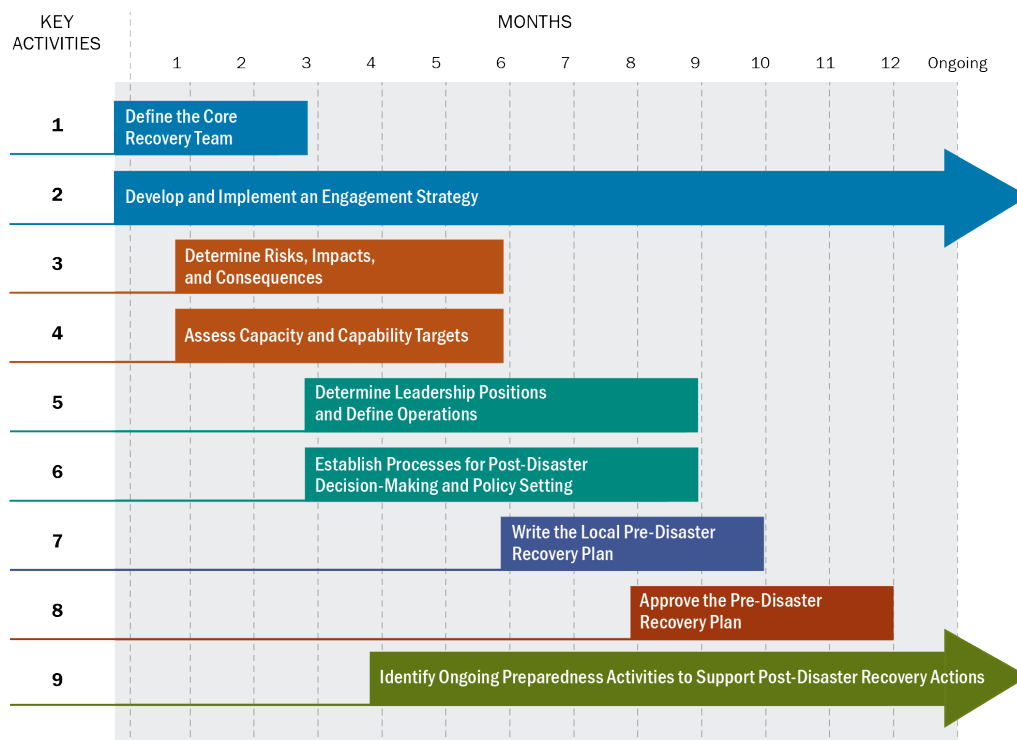 KEY
ACTIVITIES
MONTHS
1 2 3 4 5 6 7 8 9 10 11 12 Ongoing
1
Define the Core
Recovery Team
2
Develop and Implement an Engagement Strategy
3
Determine Risks, Impacts,
and Consequences
4
Assess Capacity and Capability Targets
5
Determine Leadership Positions
and Define Operations
6
Establish Processes for Post-Disaster
Decision-Making and Policy Setting
7
Write the Local Pre-Disaster
Recovery Plan
8
Approve the Pre-Disaster
Recovery Plan
9
Identify Ongoing Preparedness Activities to Support Post-Disaster Recovery Actions